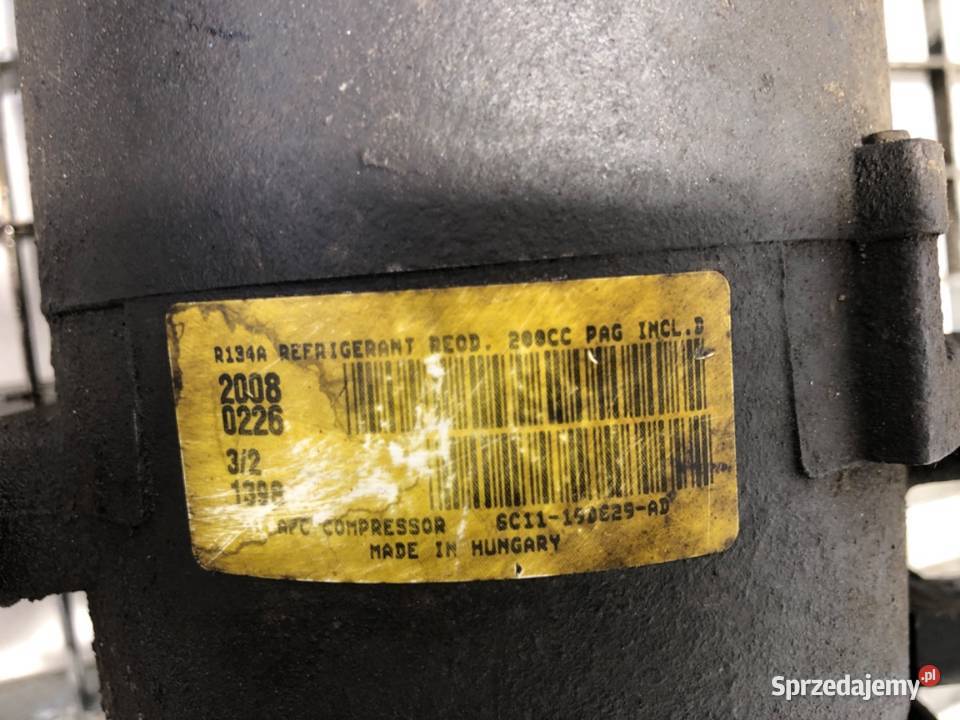 R134A REFRIGERANT REQD. 200CC PAG INCL.D
2008
0226
3/2
1398
COMPRESSOR 6C11-19D629-AD
MADE IN HUNGARY
Sprzedajemy.pl